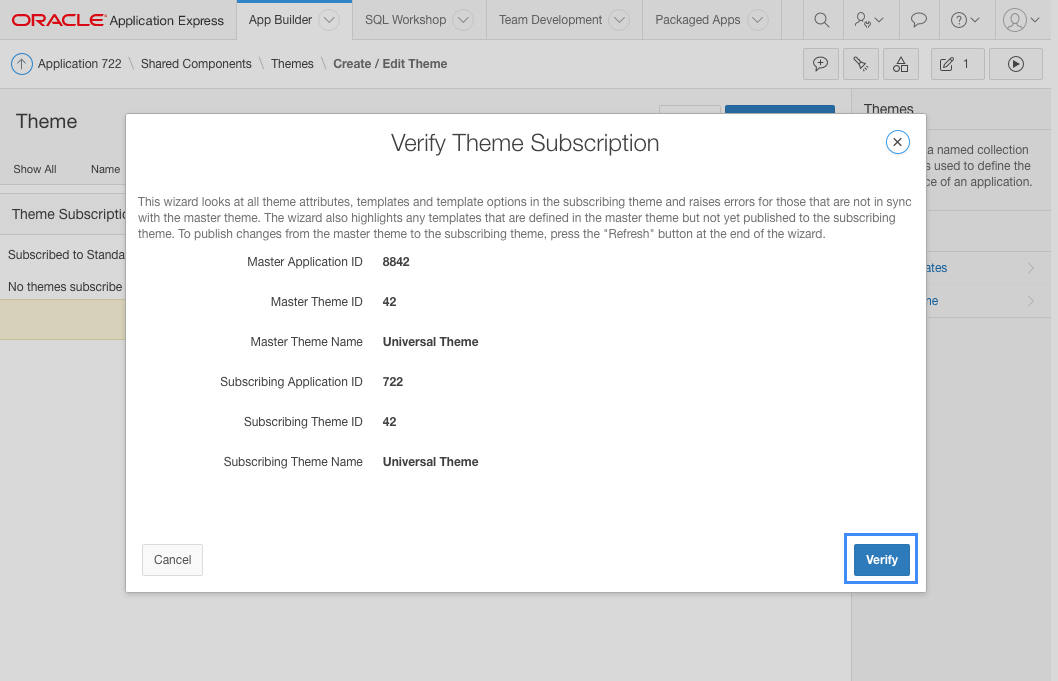 ORACLE Application Express
App Builder
SQL Workshop
Team Development
Packaged Apps
Application 722 \ Shared Components \ Themes \ Create / Edit Theme
1
Theme
Themes
Show All
Name
a named collection
s used to define the
ce of an application.
Theme Subscriptio
Subscribed to Standa
No themes subscribe
ates
me
Verify Theme Subscription
This wizard looks at all theme attributes, templates and template options in the subscribing theme and raises errors for those that are not in sync
with the master theme. The wizard also highlights any templates that are defined in the master theme but not yet published to the subscribing
theme. To publish changes from the master theme to the subscribing theme, press the "Refresh" button at the end of the wizard.
Master Application ID 8842
Master Theme ID 42
Master Theme Name Universal Theme
Subscribing Application ID 722
Subscribing Theme ID 42
Subscribing Theme Name Universal Theme
Cancel
Verify